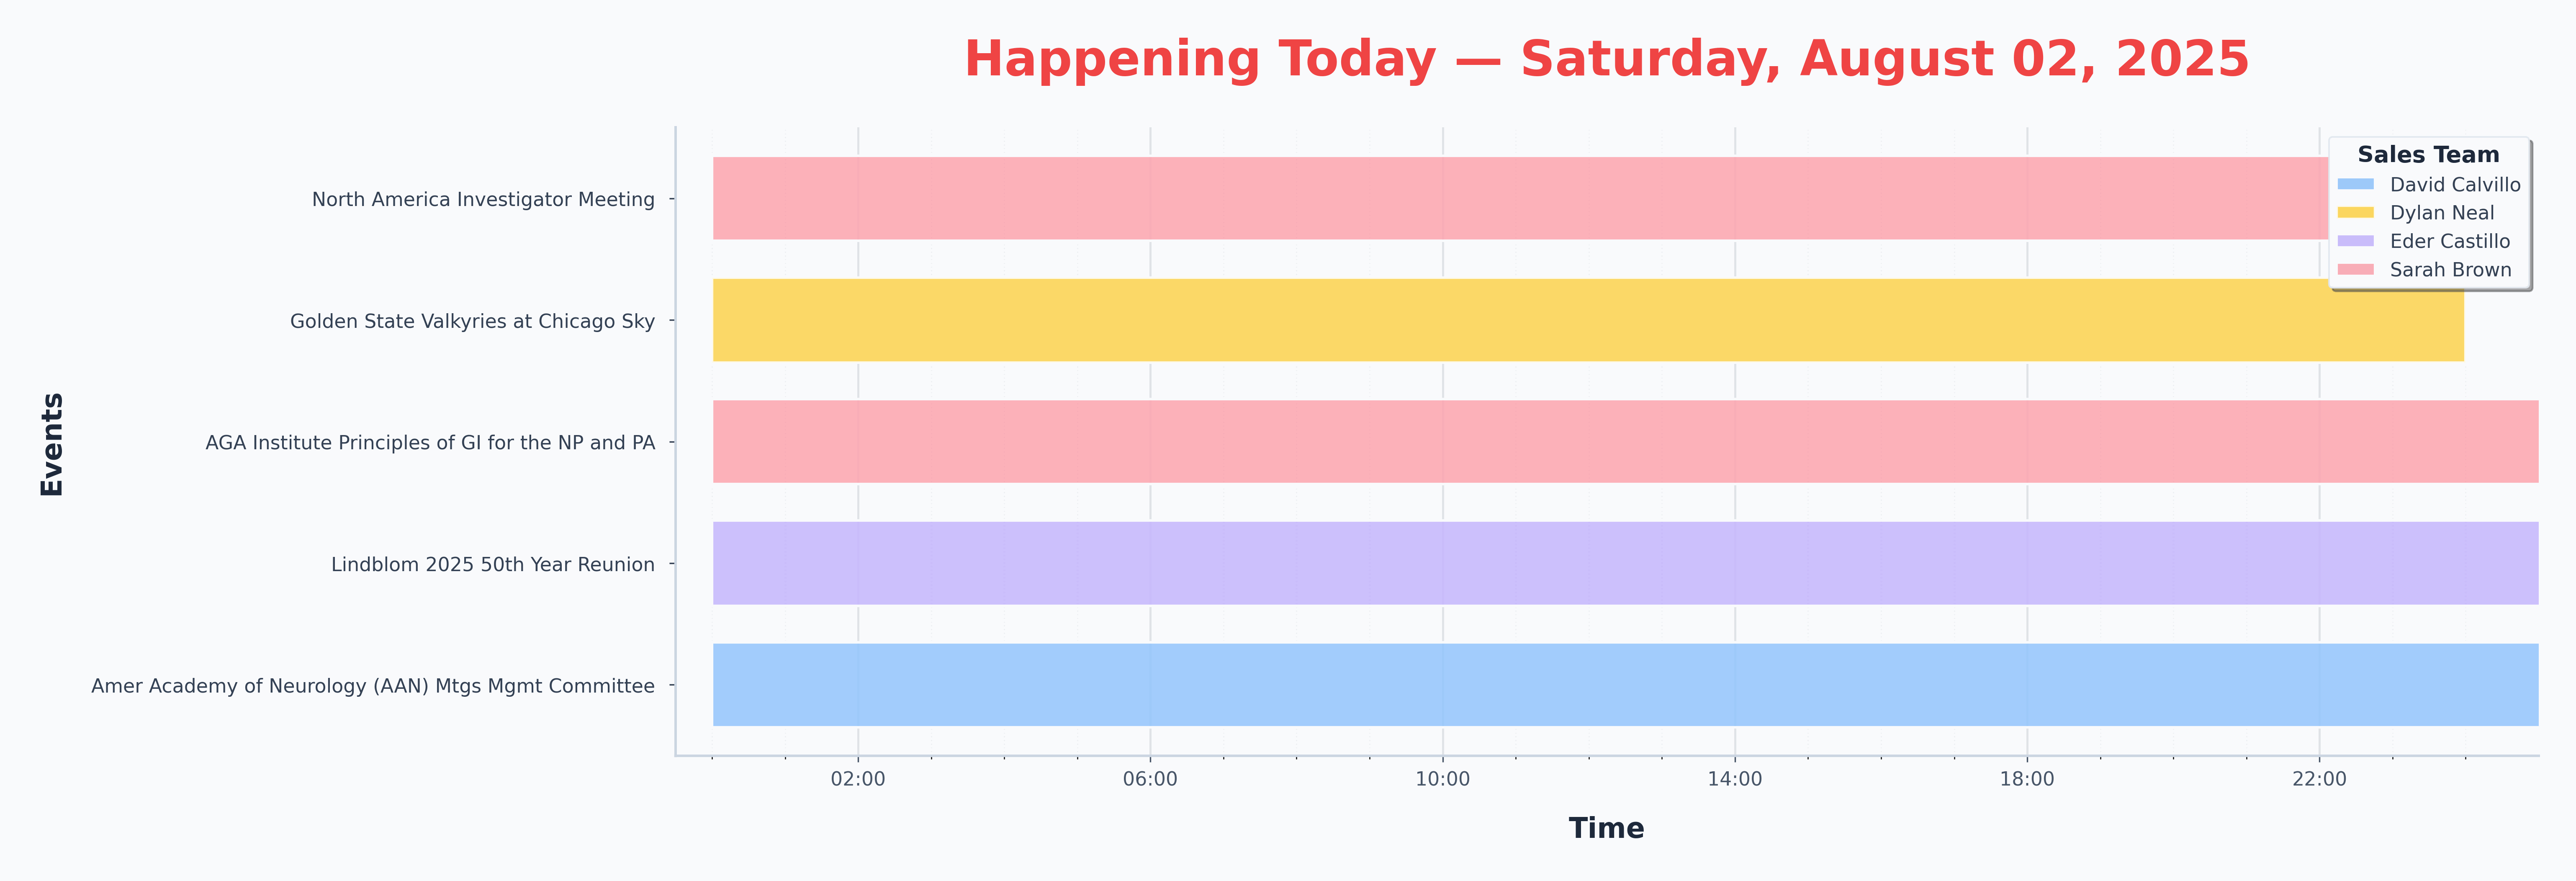 Happening Today — Saturday, August 02, 2025
Sales Team
David Calvillo
Dylan Neal
Eder Castillo
Sarah Brown
Events
North America Investigator Meeting
Golden State Valkyries at Chicago Sky
AGA Institute Principles of GI for the NP and PA
Lindblom 2025 50th Year Reunion
Amer Academy of Neurology (AAN) Mtgs Mgmt Committee
02:00 06:00 10:00 14:00 18:00 22:00
Time